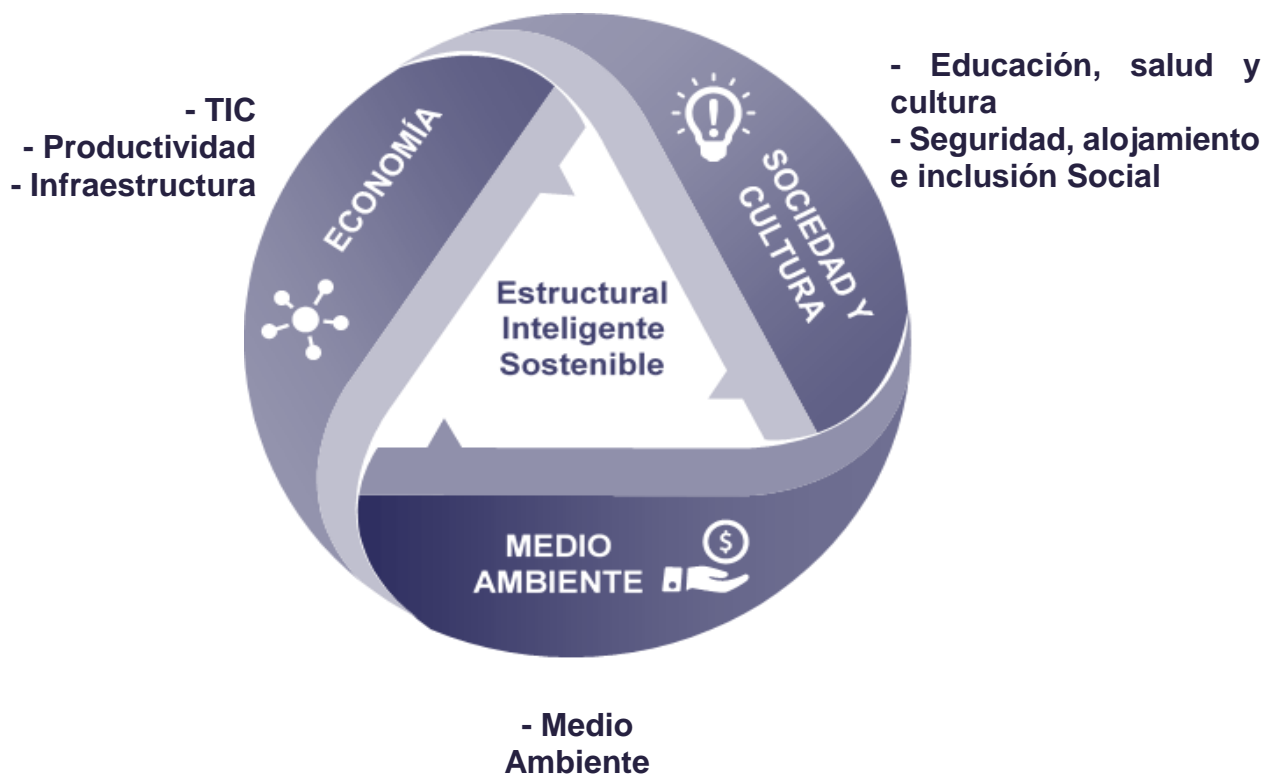 - TIC
- Productividad
- Infraestructura
ECONOMÍA
SOCIEDAD Y
CULTURA
- Educación, salud y
cultura
- Seguridad, alojamiento
e inclusión Social
Estructural
Inteligente
Sostenible
MEDIO
AMBIENTE
$
- Medio
Ambiente